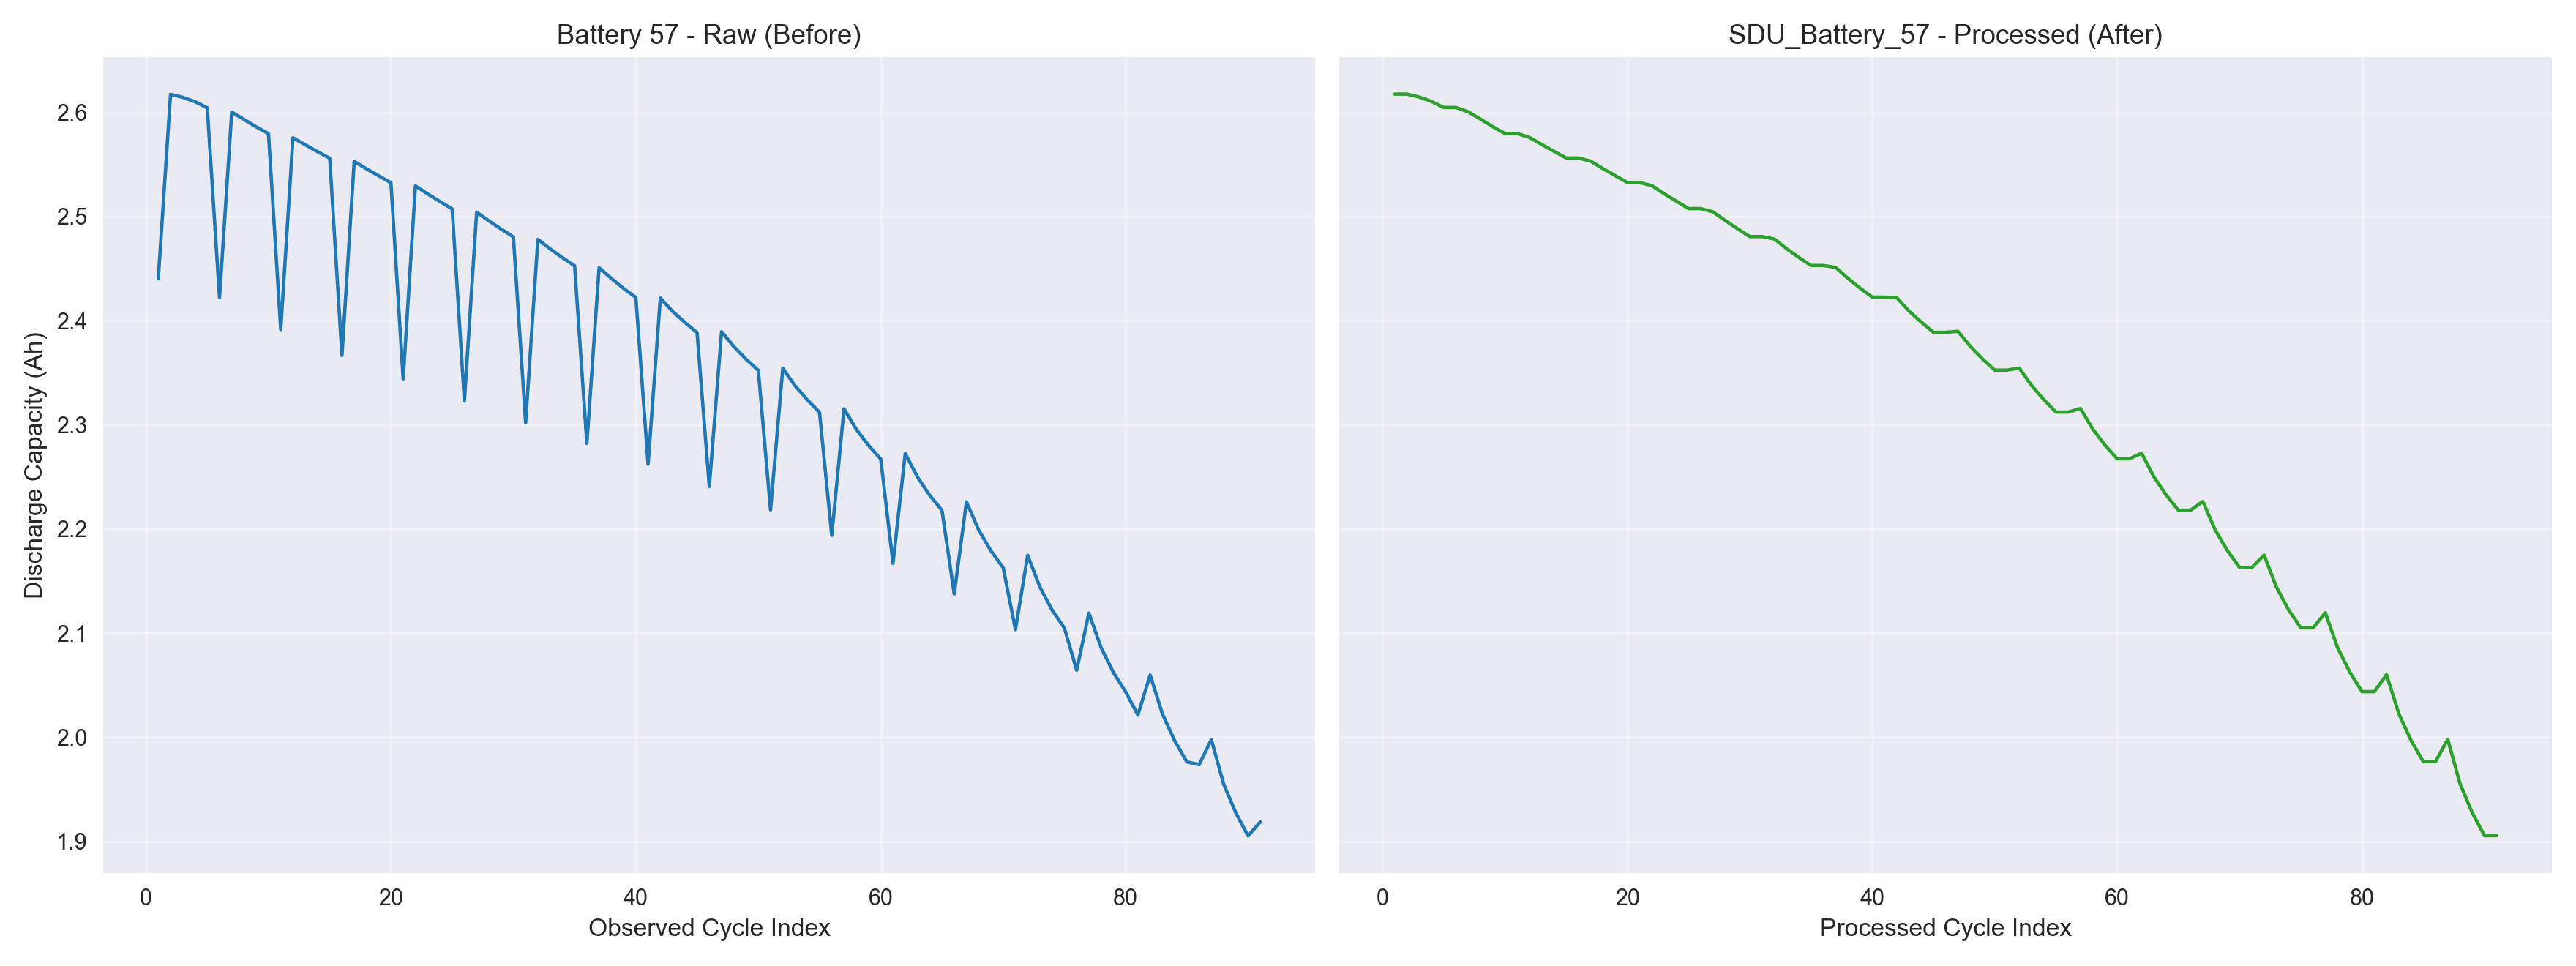 Battery 57 - Raw (Before)
SDU_Battery_57 - Processed (After)
Discharge Capacity (Ah)
2.6
2.5
2.4
2.3
2.2
2.1
2.0
1.9
0 20 40 60 80
0 20 40 60 80
Observed Cycle Index
Processed Cycle Index